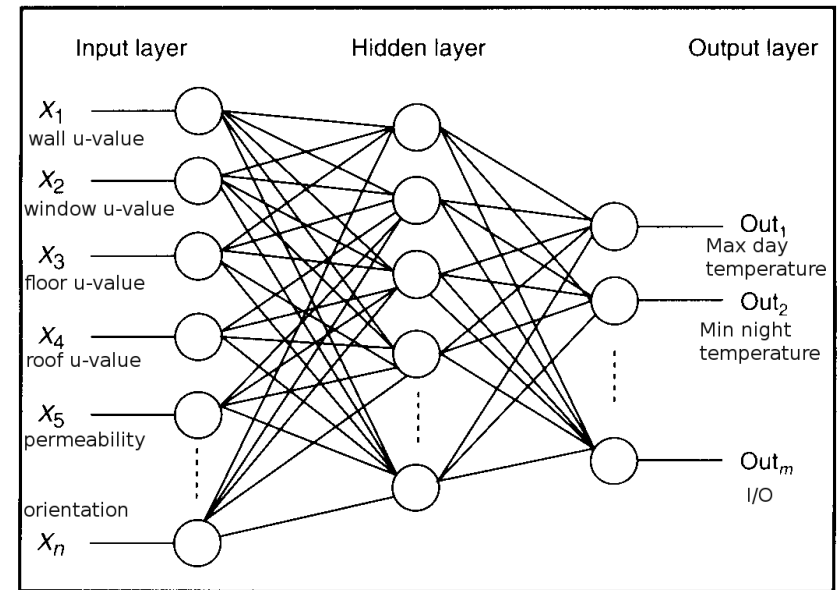 Input layer
Hidden layer
Output layer
X1
wall u-value
X2
window u-value
X3
floor u-value
X4
roof u-value
X5
permeability
orientation
Xn
Out1
Max day
temperature
Out2
Min night
temperature
Outm
I/O